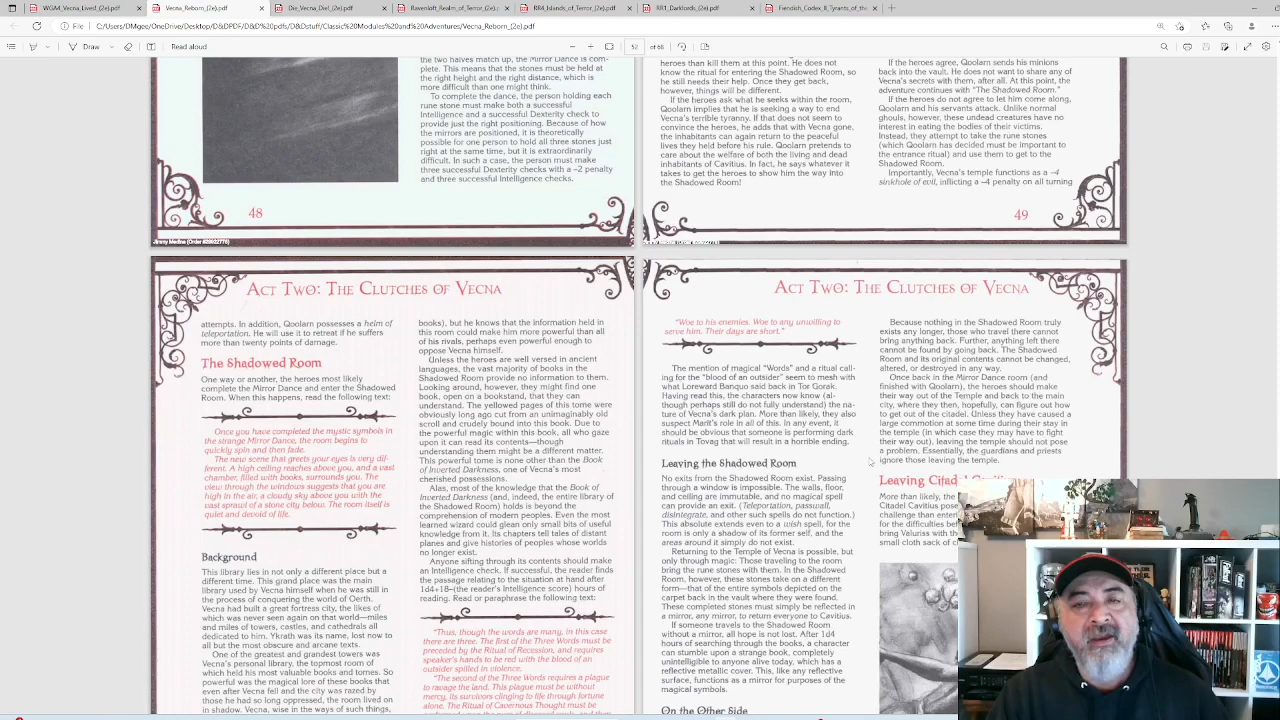 WGM4_Vecna_Lives!_(2e).pdf
Vecna_Reborn_(2e).pdf
Die_Vecna_Die!_(2e).pdf
Ravenloft_Realm_of_Terror_(2e).pdf
RR4_Islands_of_Terror_(2e).pdf
RR1_Darklords_(2e).pdf
File
C:/Users/DMgee/OneDrive/Desktop/D&DPDF/D&D pdfs/D&Dstuff/Classic Modules and Adventures/Vecna_Reborn_(2e).pdf
Draw
Read aloud
52
of 68
the two halves match up, the Mirror Dance is com-
plete. This means that the stones must be held at
the right height and the right distance, which is
more difficult than one might think.
To complete the dance, the person holding each
rune stone must make both a successful
Intelligence and a successful Dexterity check to
provide just the right positioning. Because of how
the mirrors are positioned, it is theoretically
possible for one person to hold all three stones just
right at the same time, but it is extraordinarily
difficult. In such a case, the person must make
three successful Dexterity checks with a –2 penalty
and three successful Intelligence checks.
48
heroes than kill them at this point. He does not
know the ritual for entering the Shadowed Room, so
he still needs their help. Once they get back,
however, things will be different.
If the heroes ask what he seeks within the room,
Qoolarn implies that he is seeking a way to end
Vecna's terrible tyranny. If that does not seem to
convince the heroes, he adds that with Vecna gone,
the inhabitants can again return to the peaceful
lives they held before his rule. Qoolarn pretends to
care about the welfare of both the living and dead
inhabitants of Cavitius. In fact, he says whatever it
takes to get the heroes to show him the way into
the Shadowed Room!
If the heroes agree, Qoolarn sends his minions
back into the vault. He does not want to share any of
Vecna's secrets with them, after all. At this point, the
adventure continues with "The Shadowed Room."
If the heroes do not agree to let him come along,
Qoolarn and his servants attack. Unlike normal
ghouls, however, these undead creatures have no
interest in eating the bodies of their victims.
Instead, they attempt to take the rune stones
(which Qoolarn has decided must be important to
the entrance ritual) and use them to get to the
Shadowed Room.
Importantly, Vecna's temple functions as a –4
sinkhole of evil, inflicting a –4 penalty on all turning
49
Act Two: The Clutches of Vecna
attempts. In addition, Qoolarn possesses a helm of
teleportation. He will use it to retreat if he suffers
more than twenty points of damage.
The Shadowed Room
One way or another, the heroes most likely
complete the Mirror Dance and enter the Shadowed
Room. When this happens, read the following text:
Once you have completed the mystic symbols in
the strange Mirror Dance, the room begins to
quickly spin and then fade.
The new scene that greets your eyes is very dif-
ferent. A high ceiling reaches above you, and a vast
chamber, filled with books, surrounds you. The
view through the windows suggests that you are
high in the air, a cloudy sky above you with the
vast sprawl of a stone city below. The room itself is
quiet and devoid of life.
Background
This library lies in not only a different place but a
different time. This grand place was the main
library used by Vecna himself when he was still in
the process of conquering the world of Oerth.
Vecna had built a great fortress city, the likes of
which was never seen again on that world—miles
and miles of towers, castles, and cathedrals all
dedicated to him. Ykrath was its name, lost now to
all but the most obscure and arcane texts.
One of the greatest and grandest towers was
Vecna's personal library, the topmost room of
which held his most valuable books and tomes. So
powerful was the magical lore of these books that
even after Vecna fell and the city was razed by
those he had so long oppressed, the room lived on
in shadow. Vecna, wise in the ways of such things,
books), but he knows that the information held in
this room could make him more powerful than all
of his rivals, perhaps even powerful enough to
oppose Vecna himself.
Unless the heroes are well versed in ancient
languages, the vast majority of books in the
Shadowed Room provide no information to them.
Looking around, however, they might find one
book, open on a bookstand, that they can
understand. The yellowed pages of this tome were
obviously long ago cut from an unimaginably old
scroll and crudely bound into this book. Due to
the powerful magic within this book, all who gaze
upon it can read its contents—though
understanding them might be a different matter.
This powerful tome is none other than the Book
of Inverted Darkness, one of Vecna's most
cherished possessions.
Alas, most of the knowledge that the Book of
Inverted Darkness (and, indeed, the entire library of
the Shadowed Room) holds is beyond the
comprehension of modern peoples. Even the most
learned wizard could glean only small bits of useful
knowledge from it. Its chapters tell tales of distant
planes and give histories of peoples whose worlds
no longer exist.
Anyone sifting through its contents should make
an Intelligence check. If successful, the reader finds
the passage relating to the situation at hand after
1d4+18–(the reader's Intelligence score) hours of
reading. Read or paraphrase the following text:
"Thus, though the words are many, in this case
there are three. The first of the Three Words must be
preceded by the Ritual of Recession, and requires
speaker's hands to be red with the blood of an
outsider spilled in violence.
"The second of the Three Words requires a plague
to ravage the land. This plague must be without
mercy, its survivors clinging to life through fortune
alone. The Ritual of Cavernous Thought must be
Act Two: The Clutches of Vecna
"Woe to his enemies. Woe to any unwilling to
serve him. Their days are short."
The mention of magical "Words" and a ritual call-
ing for the "blood of an outsider" seem to mesh with
what Loreward Banquo said back in Tor Gorak.
Having read this, the characters now know (al-
though perhaps still do not fully understand) the na-
ture of Vecna's dark plan. More than likely, they also
suspect Marit's role in all of this. In any event, it
should be obvious that someone is performing dark
rituals in Tovag that will result in a horrible ending.
Leaving the Shadowed Room
No exits from the Shadowed Room exist. Passing
through a window is impossible. The walls, floor,
and ceiling are immutable, and no magical spell
can provide an exit. (Teleportation, passwall,
disintegrate, and other such spells do not function.)
This absolute extends even to a wish spell, for the
room is only a shadow of its former self, and the
areas around it simply do not exist.
Returning to the Temple of Vecna is possible, but
only through magic: Those traveling to the room
bring the rune stones with them. In the Shadowed
Room, however, these stones take on a different
form—that of the entire symbols depicted on the
carpet back in the vault where they were found.
These completed stones must simply be reflected in
a mirror, any mirror, to return everyone to Cavitius.
If someone travels to the Shadowed Room
without a mirror, all hope is not lost. After 1d4
hours of searching through the books, a character
can stumble upon a strange book, completely
unintelligible to anyone alive today, which has a
reflective metallic cover. This, like any reflective
surface, functions as a mirror for purposes of the
magical symbols.
On the Other Side
Because nothing in the Shadowed Room truly
exists any longer, those who travel there cannot
bring anything back. Further, anything left there
cannot be found by going back. The Shadowed
Room and its original contents cannot be changed,
altered, or destroyed in any way.
Once back in the Mirror Dance room (and
finished with Qoolarn), the heroes should make
their way out of the Temple and back to the main
city, where they then, hopefully, can figure out how
to get out of the citadel. Unless they have caused a
large commotion at some time during their stay in
the temple (in which case they may have to fight
their way out), leaving the temple should not pose
a problem. Essentially, the guardians and priests
ignore those leaving the temple.
Leaving Citadel
More than likely, the
Citadel Cavitius pose
challenge than enter
for the difficulties bef
bring Valuriss with th
small cloth sack of c